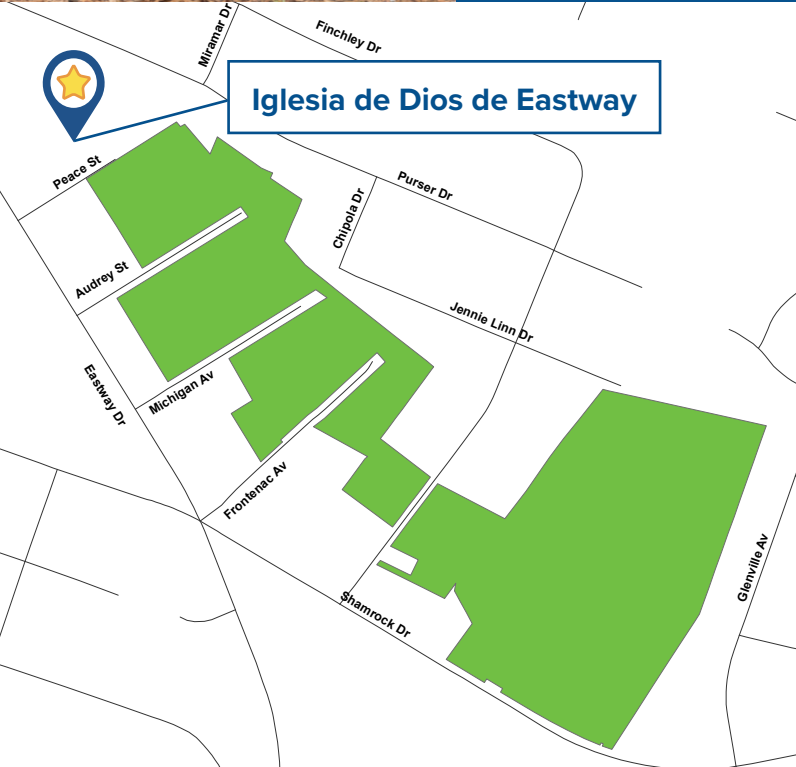 Miramar Dr
Finchley Dr
Iglesia de Dios de Eastway
Peace St
Purser Dr
Chipola Dr
Audrey St
Jennie Linn Dr
Eastway Dr
Michigan Av
Frontenac Av
Glenville Av
Shamrock Dr